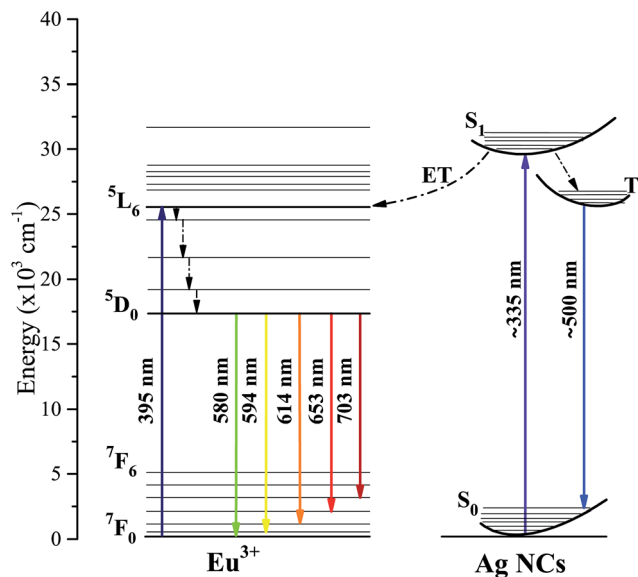 Energy (x10³ cm⁻¹)
40
35
30
25
20
15
10
5
0
⁵L₆
⁵D₀
⁷F₆
⁷F₀
395 nm
580 nm
594 nm
614 nm
653 nm
703 nm
Eu³⁺
ET
S₁
T
~335 nm
~500 nm
S₀
Ag NCs